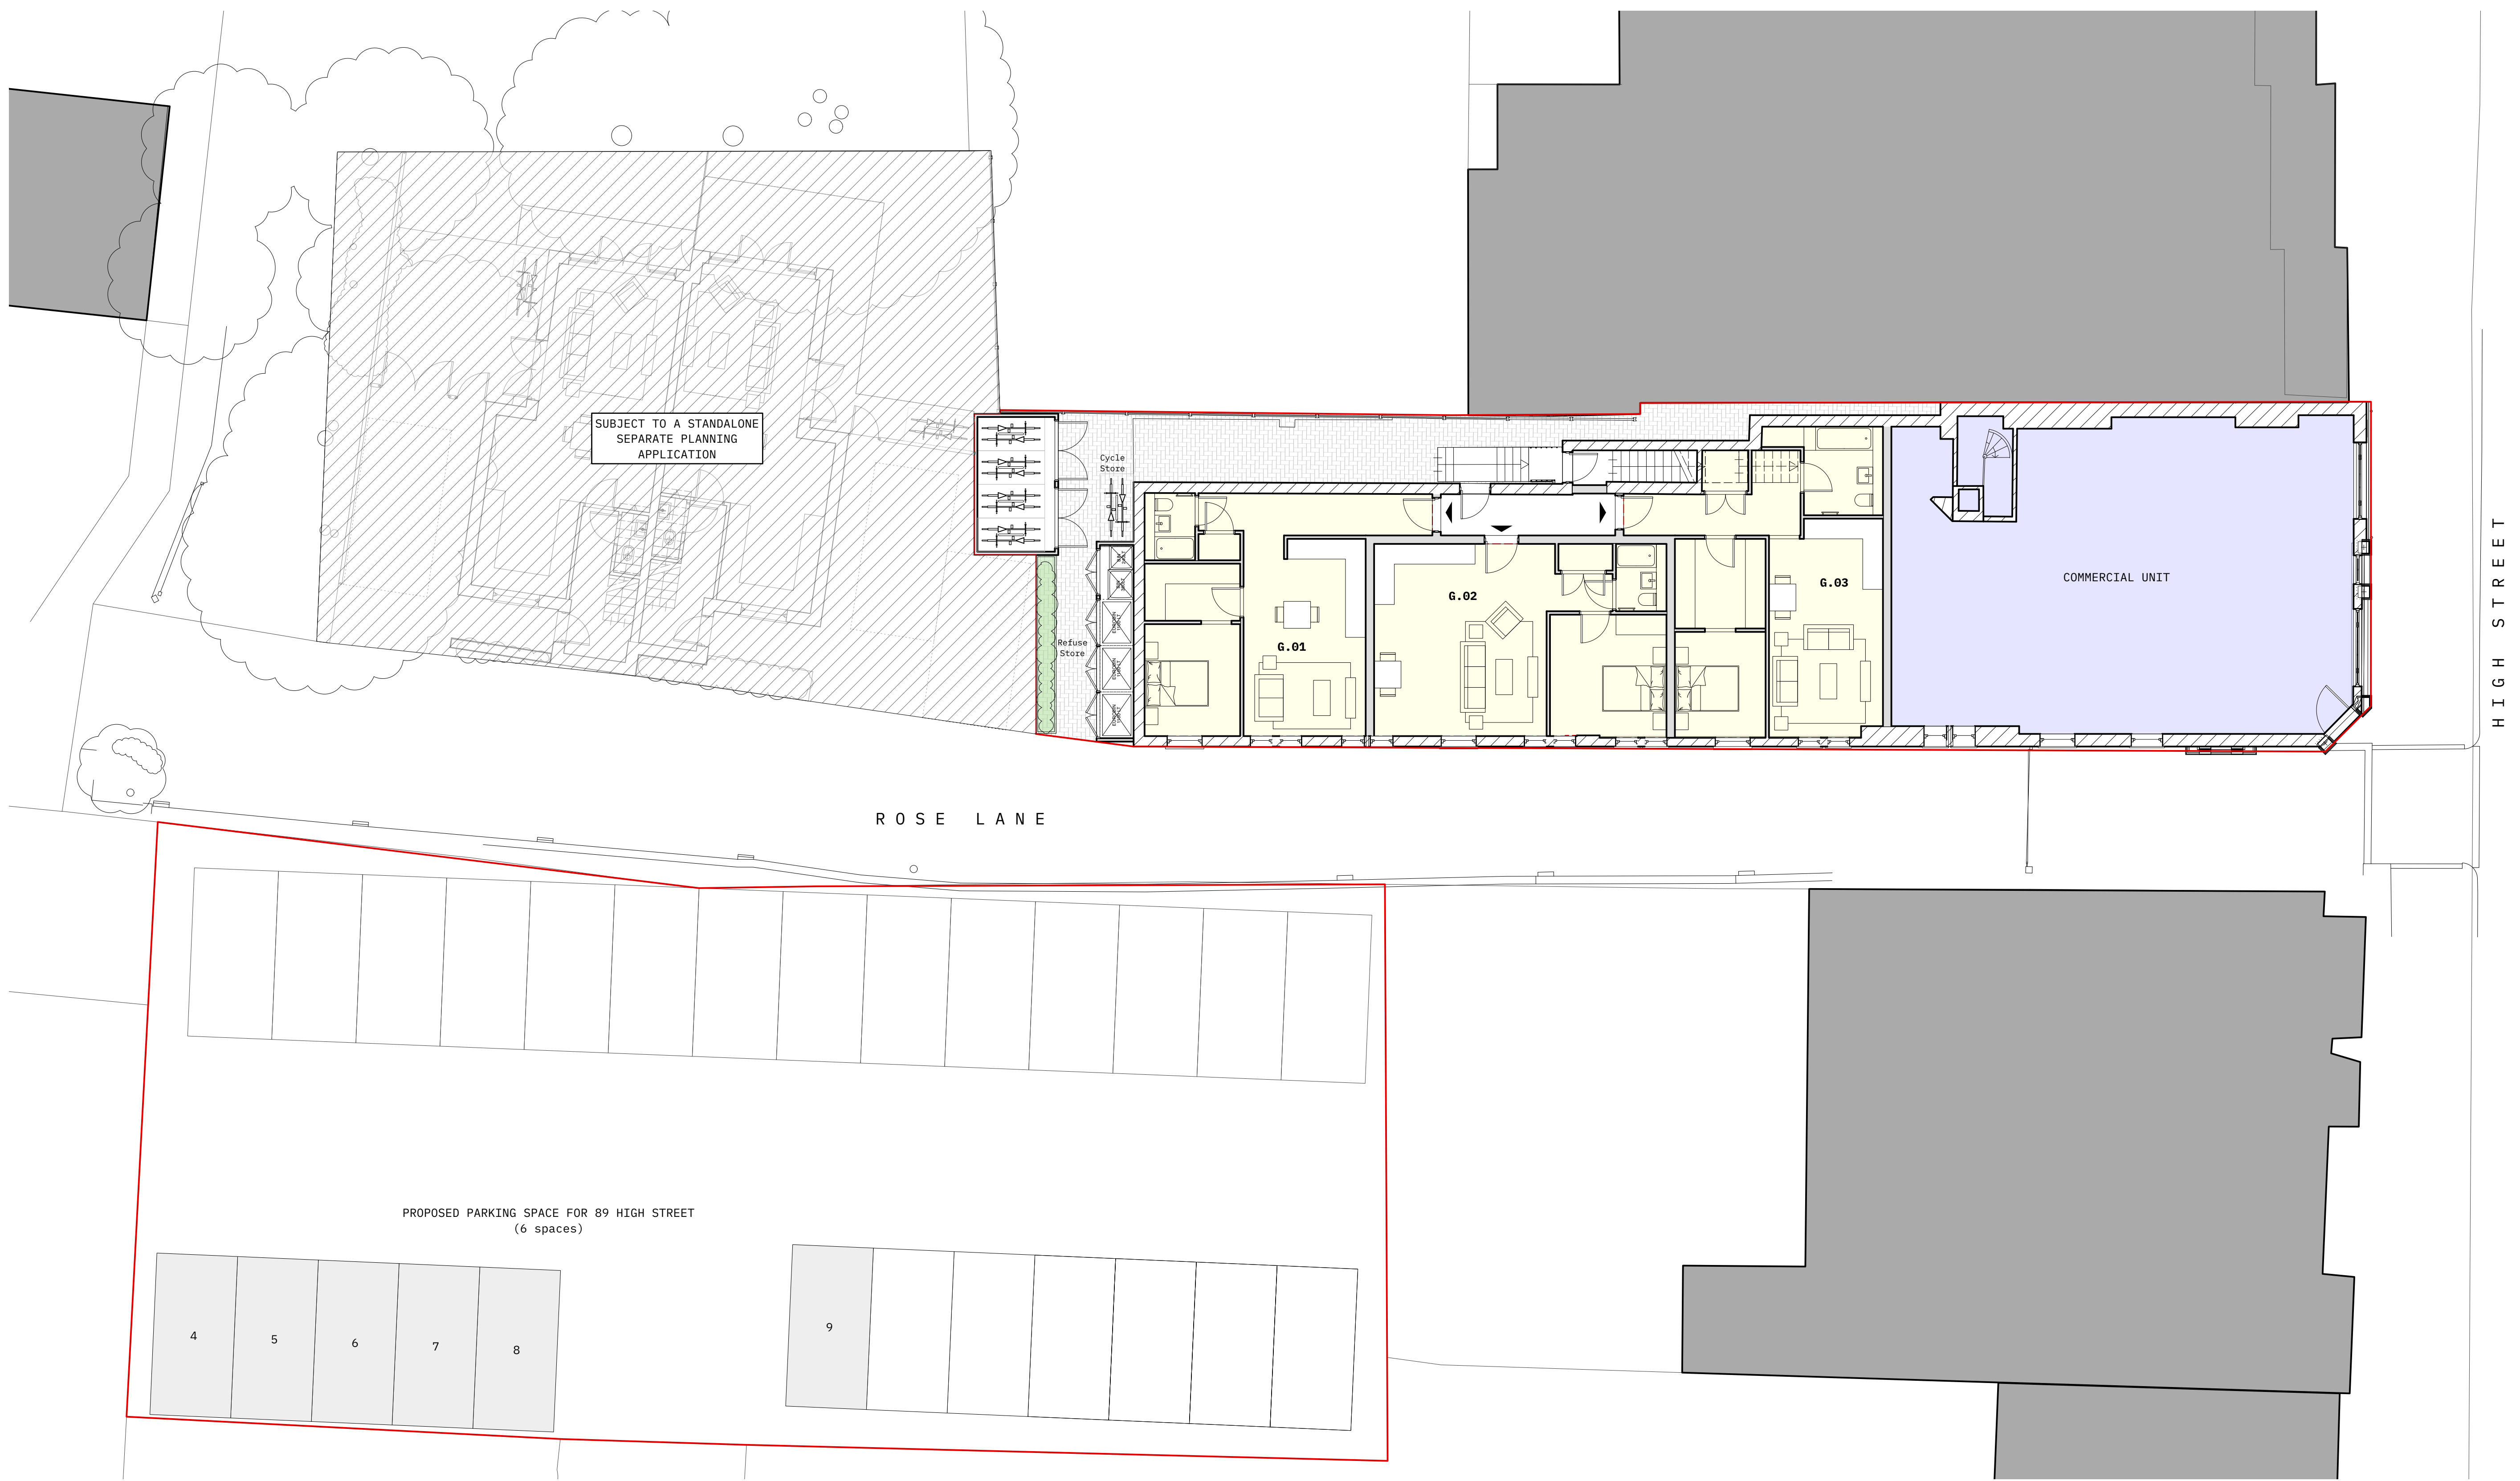 SUBJECT TO A STANDALONE
SEPARATE PLANNING
APPLICATION
Cycle
Store
Refuse
Store
G.01
G.02
G.03
COMMERCIAL UNIT
HIGH STREET
ROSE LANE
PROPOSED PARKING SPACE FOR 89 HIGH STREET
(6 spaces)
4
5
6
7
8
9